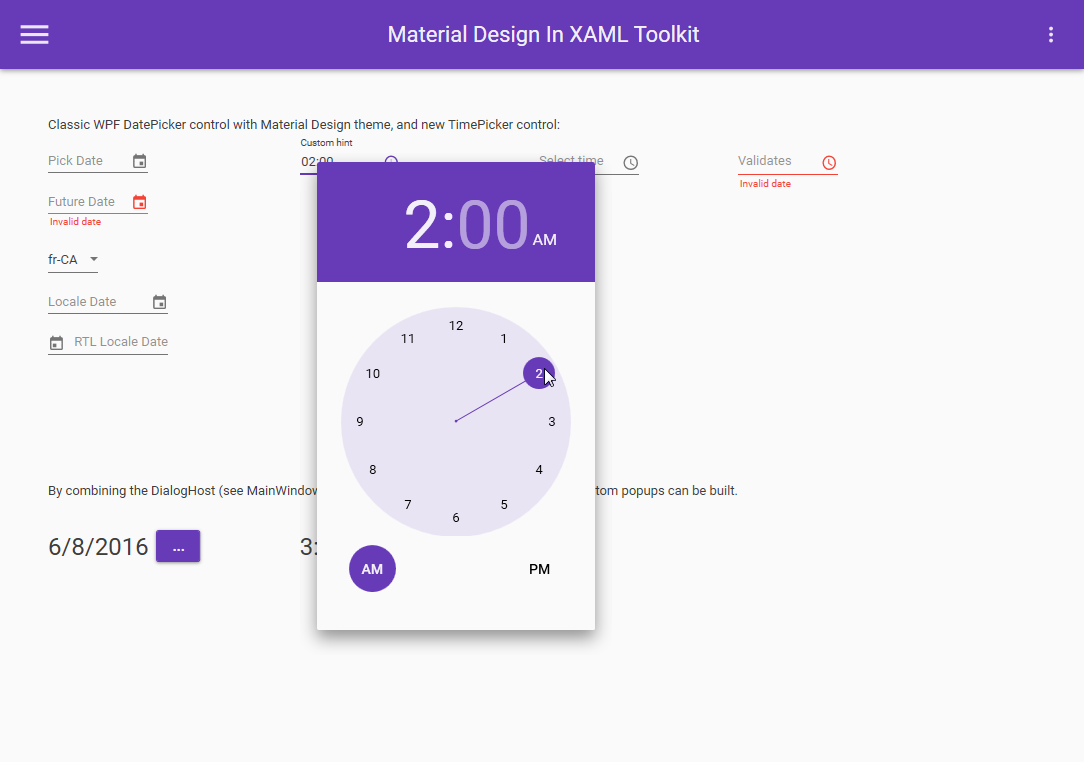 Material Design In XAML Toolkit
Classic WPF DatePicker control with Material Design theme, and new TimePicker control:
Custom hint
Pick Date
02:00
Select time
Validates
Invalid date
Future Date
Invalid date
2:00 AM
fr-CA
Locale Date
RTL Locale Date
12
11
1
10
2
9
3
8
4
7
5
6
By combining the DialogHost (see MainWindow
tom popups can be built.
6/8/2016
...
3:
AM
PM